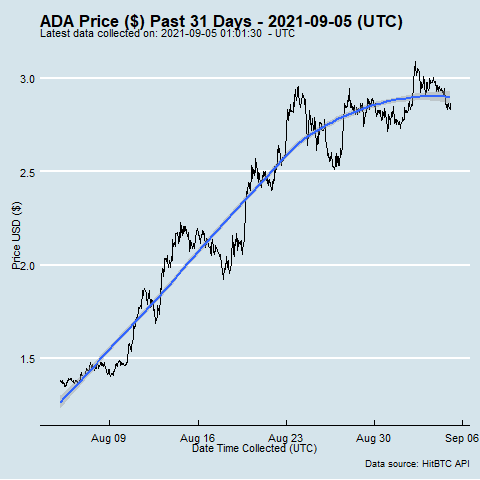 ADA Price ($) Past 31 Days - 2021-09-05 (UTC)
Latest data collected on: 2021-09-05 01:01:30 - UTC
Price USD ($)
3.0
2.5
2.0
1.5
Aug 09
Aug 16
Aug 23
Aug 30
Sep 06
Date Time Collected (UTC)
Data source: HitBTC API